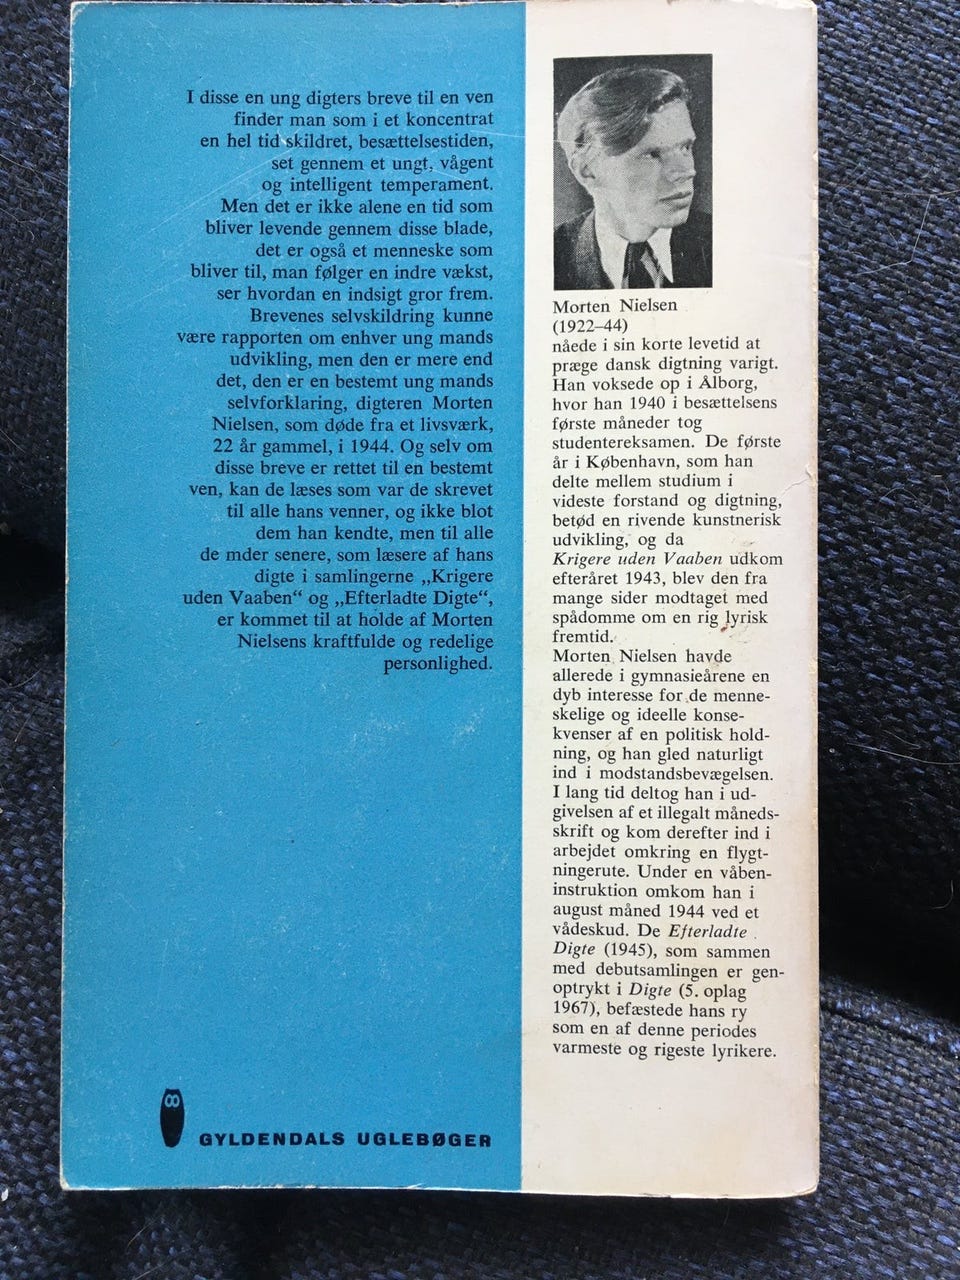 I disse en ung digters breve til en ven
finder man som i et koncentrat
en hel tid skildret, besættelsestiden,
set gennem et ungt, vågent
og intelligent temperament.
Men det er ikke alene en tid som
bliver levende gennem disse blade,
det er også et menneske som
bliver til, man følger en indre vækst,
ser hvordan en indsigt gror frem.
Brevenes selvskildring kunne
være rapporten om enhver ung mands
udvikling, men den er mere end
det, den er en bestemt ung mands
selvforklaring, digteren Morten
Nielsen, som døde fra et livsværk,
22 år gammel, i 1944. Og selv om
disse breve er rettet til en bestemt
ven, kan de læses som var de skrevet
til alle hans venner, og ikke blot
dem han kendte, men til alle
de mder senere, som læsere af hans
digte i samlingerne „Krigere
uden Vaaben“ og „Efterladte Digte“,
er kommet til at holde af Morten
Nielsens kraftfulde og redelige
personlighed.
GYLDENDALS UGLEBØGER
Morten Nielsen
(1922–44)
nåede i sin korte levetid at
præge dansk digtning varigt.
Han voksede op i Ålborg,
hvor han 1940 i besættelsens
første måneder tog
studentereksamen. De første
år i København, som han
delte mellem studium i
videste forstand og digtning,
betød en rivende kunstnerisk
udvikling, og da
Krigere uden Vaaben udkom
efteråret 1943, blev den fra
mange sider modtaget med
spådomme om en rig lyrisk
fremtid.
Morten Nielsen havde
allerede i gymnasieårene en
dyb interesse for de menne-
skelige og ideelle konse-
kvenser af en politisk hold-
ning, og han gled naturligt
ind i modstandsbevægelsen.
I lang tid deltog han i ud-
givelsen af et illegalt måneds-
skrift og kom derefter ind i
arbejdet omkring en flygt-
ningerute. Under en våben-
instruktion omkom han i
august måned 1944 ved et
vådeskud. De Efterladte
Digte (1945), som sammen
med debutsamlingen er gen-
optrykt i Digte (5. oplag
1967), befæstede hans ry
som en af denne periodes
varmeste og rigeste lyrikere.